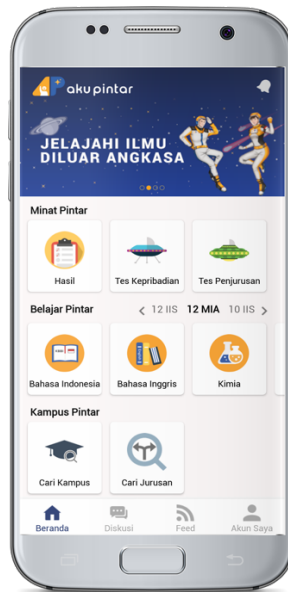 aku pintar
JELAJAHI ILMU
DILUAR ANGKASA
Minat Pintar
Hasil
Tes Kepribadian
Tes Penjurusan
Belajar Pintar
< 12 IIS 12 MIA 10 IIS >
Bahasa Indonesia
Bahasa Inggris
Kimia
Kampus Pintar
Cari Kampus
Cari Jurusan
Beranda
Diskusi
Feed
Akun Saya